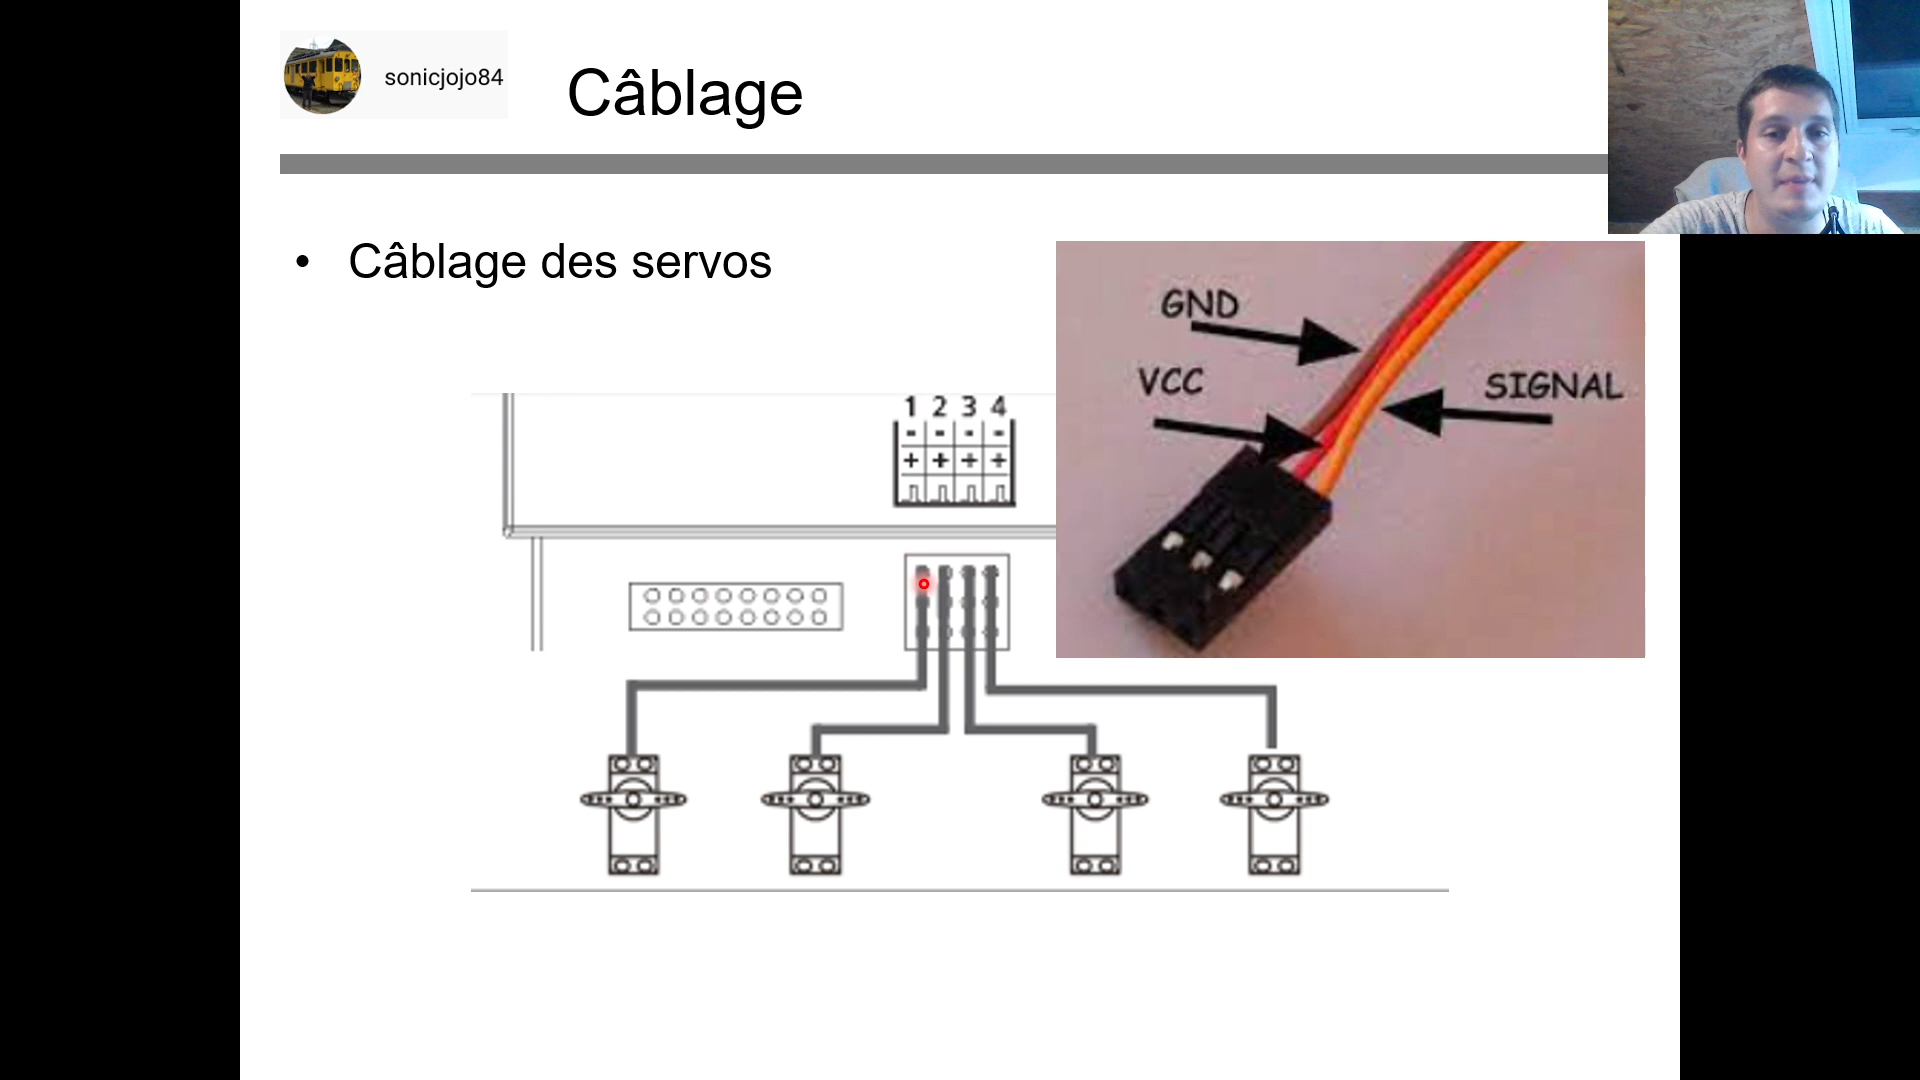 sonicjojo84
Câblage
• Câblage des servos
GND
VCC
SIGNAL
1 2 3 4
- - - -
+ + + +